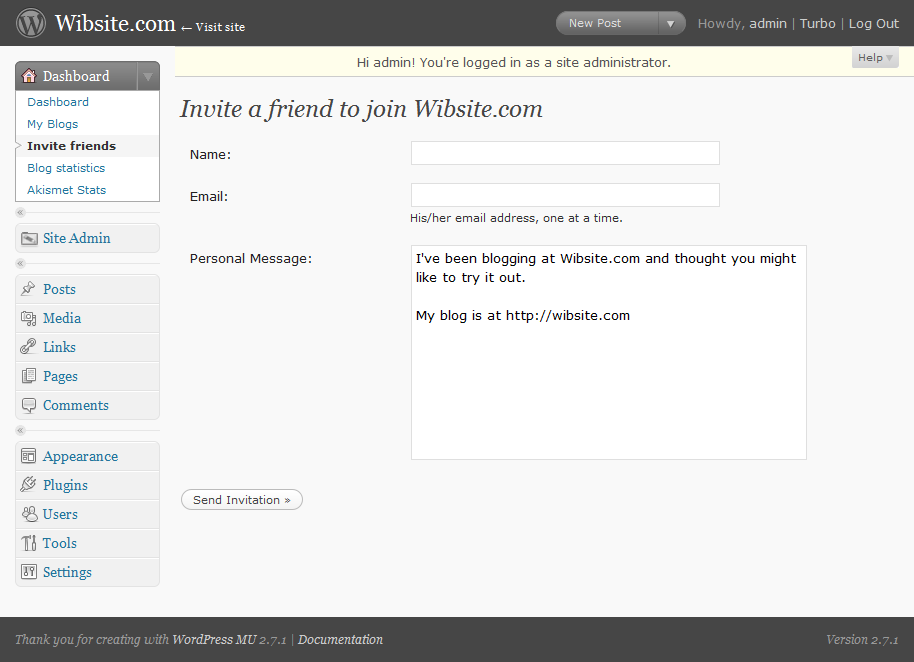 Wibsite.com ← Visit site
New Post
Howdy, admin | Turbo | Log Out
Hi admin! You're logged in as a site administrator.
Help
Dashboard
Dashboard
My Blogs
Invite friends
Blog statistics
Akismet Stats
«
Site Admin
«
Posts
Media
Links
Pages
Comments
«
Appearance
Plugins
Users
Tools
Settings
Invite a friend to join Wibsite.com
Name:
Email:
His/her email address, one at a time.
Personal Message:
I've been blogging at Wibsite.com and thought you might
like to try it out.
My blog is at http://wibsite.com
Send Invitation »
Thank you for creating with WordPress MU 2.7.1 | Documentation
Version 2.7.1